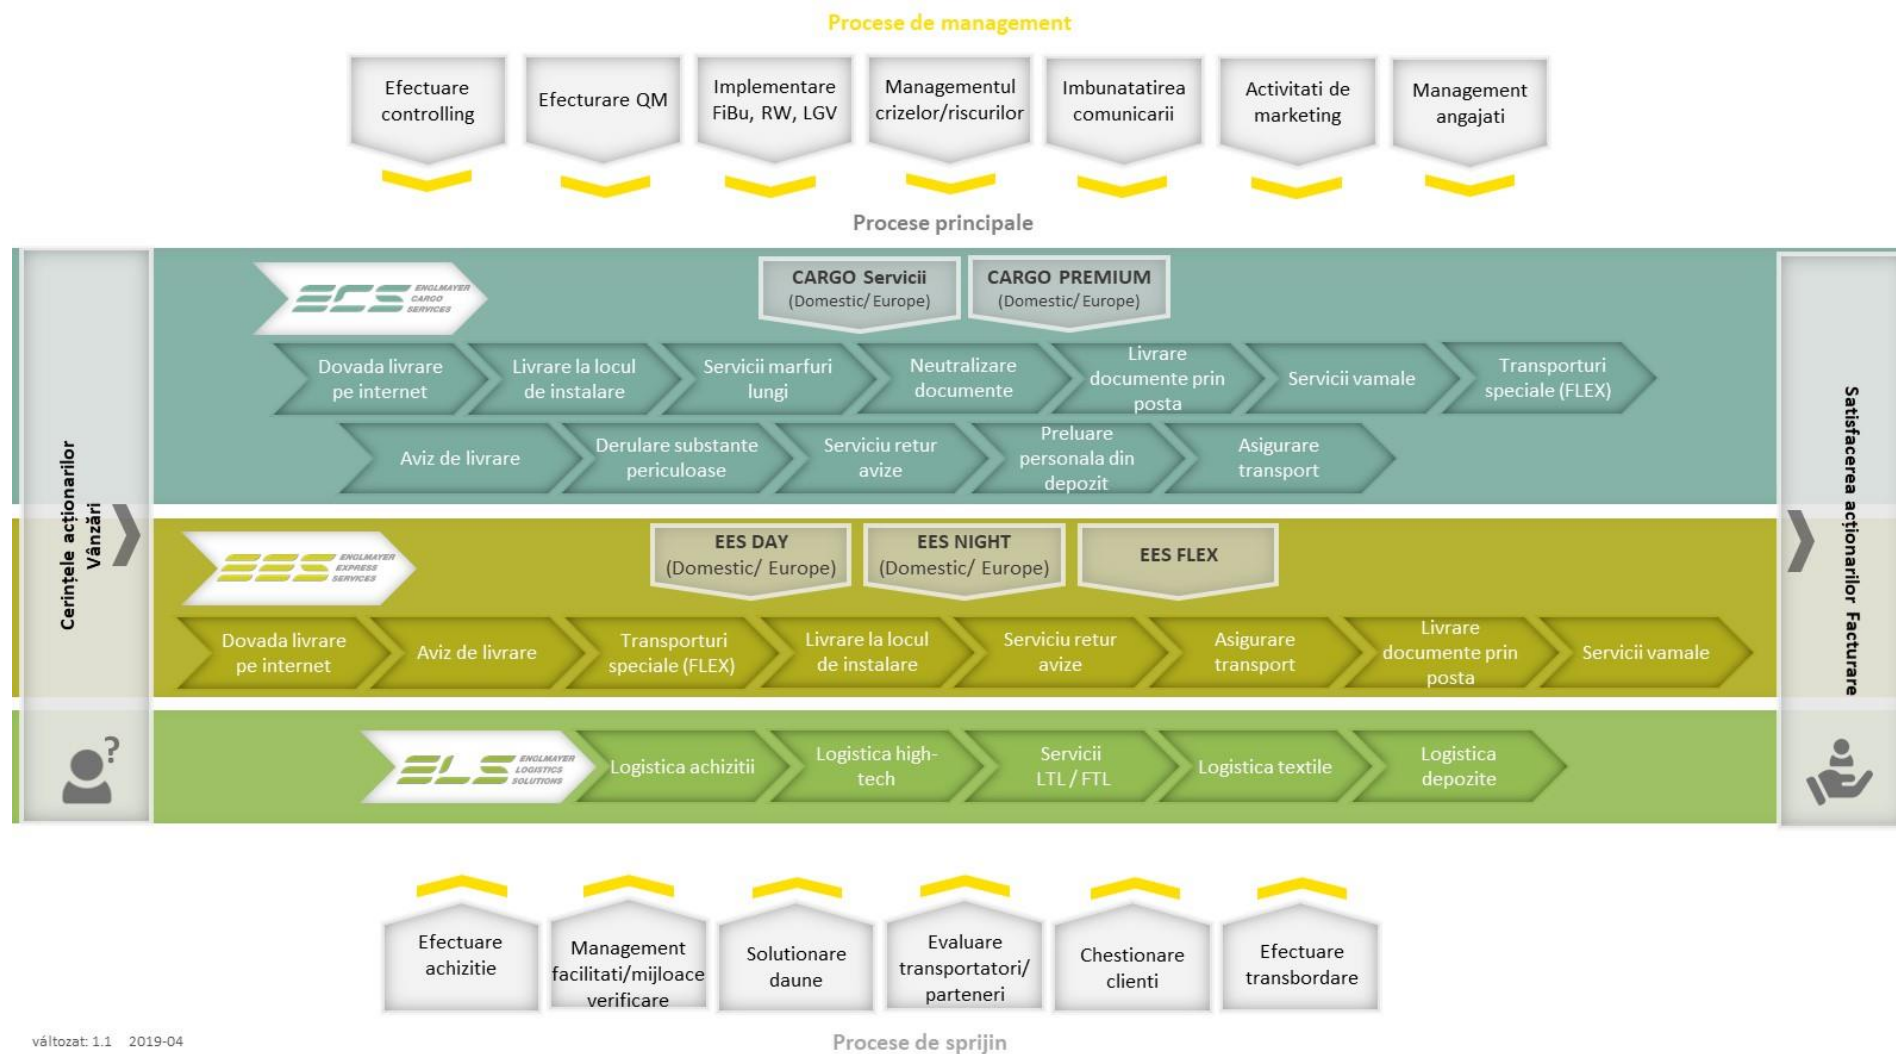 Procese de management
Efectuare
controlling
Efecturare QM
Implementare
FiBu, RW, LGV
Managementul
crizelor/riscurilor
Imbunatatirea
comunicarii
Activitati de
marketing
Management
angajati
Procese principale
Cerințele acționarilor
Vânzări
ECS
ENGLMAYER
CARGO
SERVICES
CARGO Servicii
(Domestic/ Europe)
CARGO PREMIUM
(Domestic/ Europe)
Dovada livrare
pe internet
Livrare la locul
de instalare
Servicii marfuri
lungi
Neutralizare
documente
Livrare
documente prin
posta
Servicii vamale
Transporturi
speciale (FLEX)
Aviz de livrare
Derulare substante
periculoase
Serviciu retur
avize
Preluare
personala din
depozit
Asigurare
transport
EES
ENGLMAYER
EXPRESS
SERVICES
EES DAY
(Domestic/ Europe)
EES NIGHT
(Domestic/ Europe)
EES FLEX
Dovada livrare
pe internet
Aviz de livrare
Transporturi
speciale (FLEX)
Livrare la locul
de instalare
Serviciu retur
avize
Asigurare
transport
Livrare
documente prin
posta
Servicii vamale
ELS
ENGLMAYER
LOGISTICS
SOLUTIONS
Logistica achizitii
Logistica high-
tech
Servicii
LTL / FTL
Logistica textile
Logistica
depozite
?
Satisfacerea acționarilor Facturare
Efectuare
achizitie
Management
facilitati/mijloace
verificare
Solutionare
daune
Evaluare
transportatori/
parteneri
Chestionare
clienti
Efectuare
transbordare
Procese de sprijin
változat: 1.1 2019-04